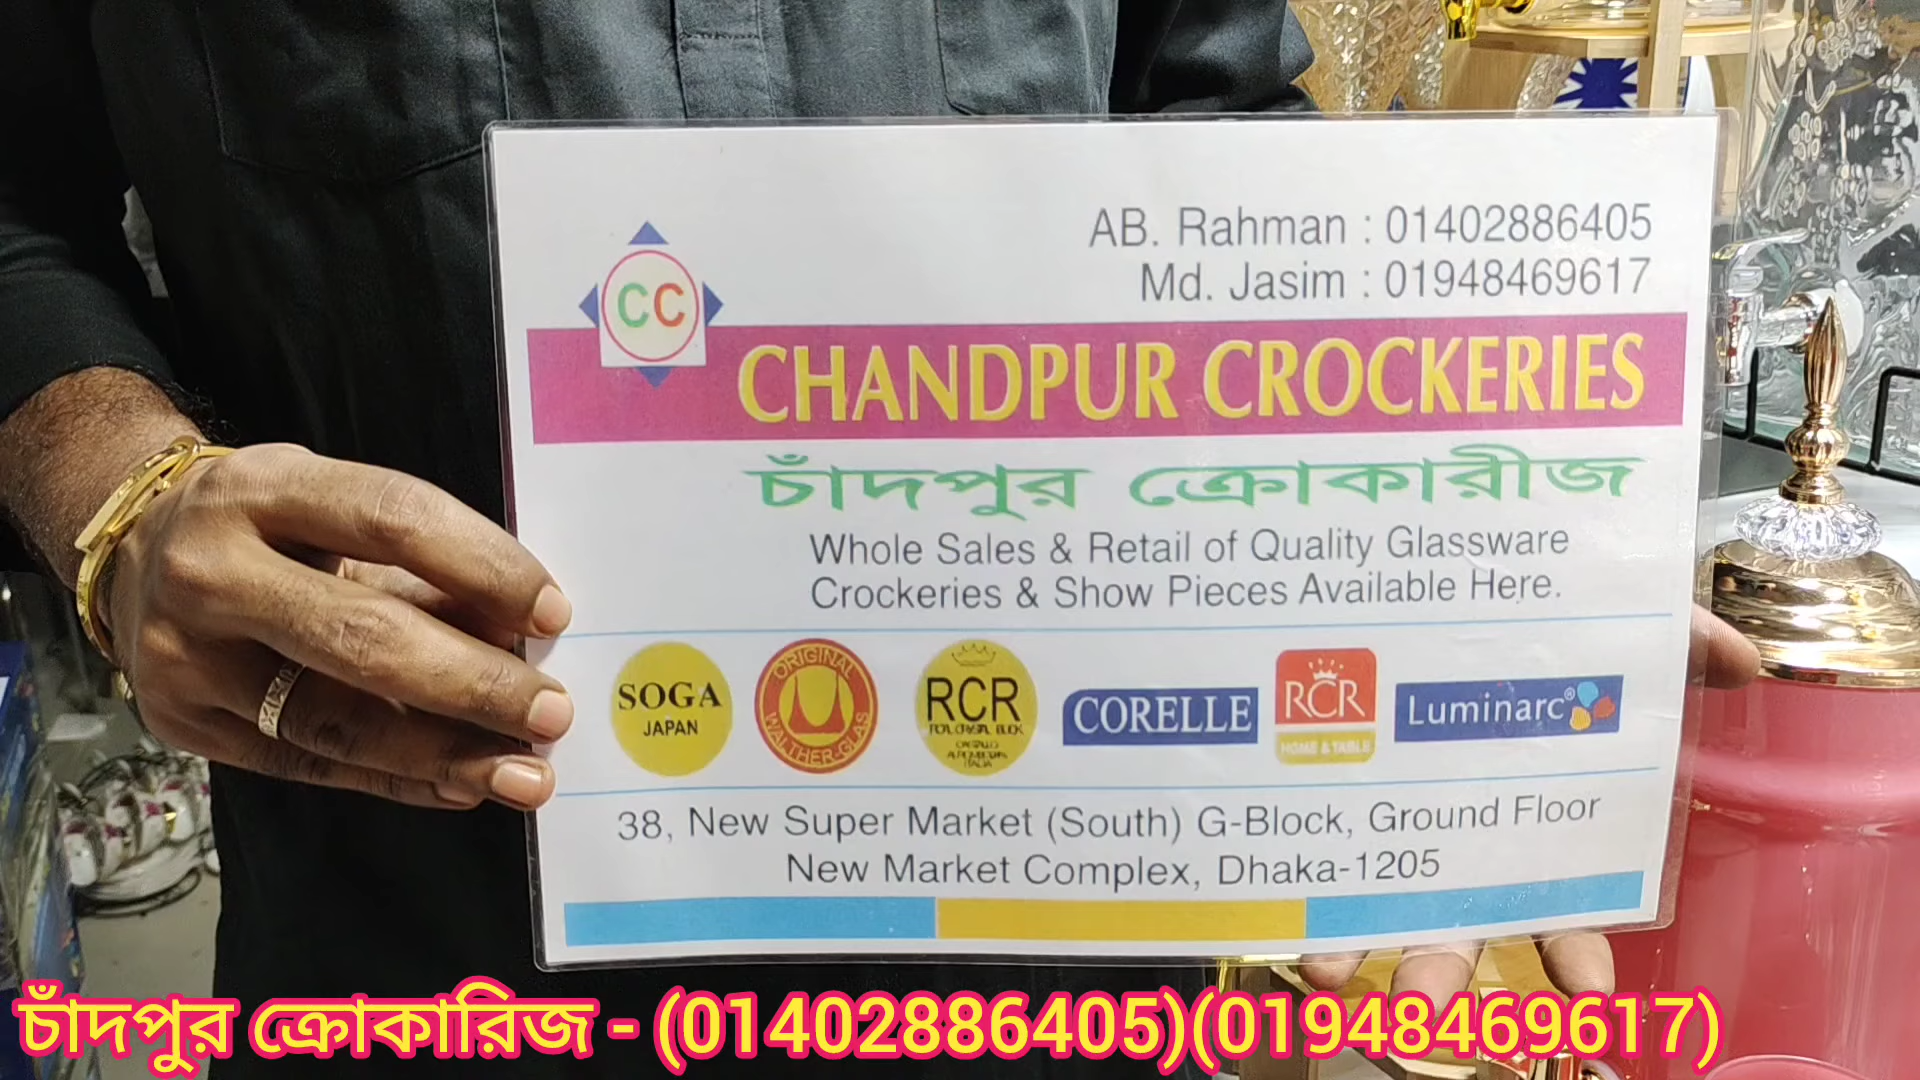 AB. Rahman : 01402886405
Md. Jasim : 01948469617
CC
CHANDPUR CROCKERIES
চাঁদপুর ক্রোকারীজ
Whole Sales & Retail of Quality Glassware
Crockeries & Show Pieces Available Here.
SOGA
JAPAN
ORIGINAL
WALTHER-GLAS
RCR
ITALIA
CORELLE
RCR
HOME & TABLE
Luminarc®
38, New Super Market (South) G-Block, Ground Floor
New Market Complex, Dhaka-1205
চাঁদপুর ক্রোকারিজ - (01402886405)(01948469617)